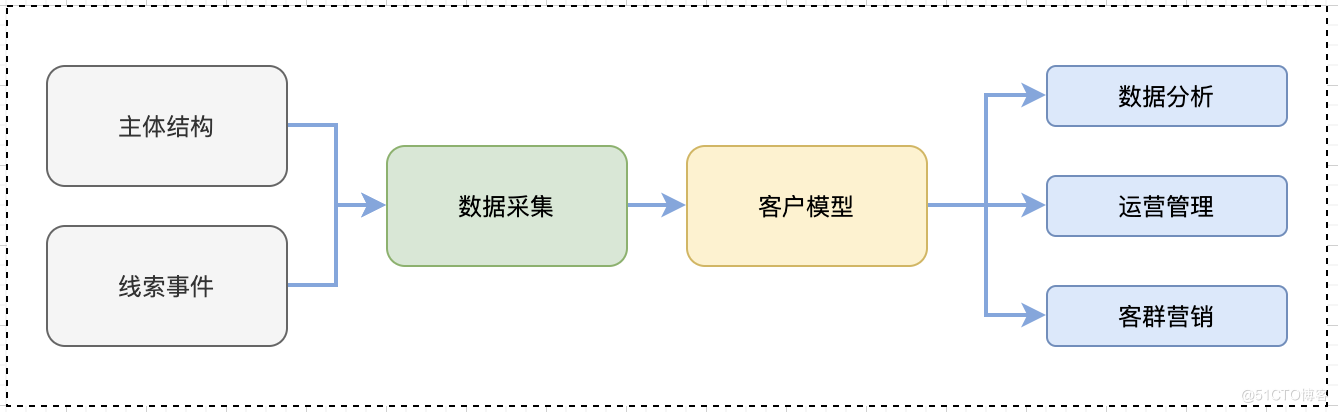 主体结构
线索事件
数据采集
客户模型
数据分析
运营管理
客群营销
@51CTO博客